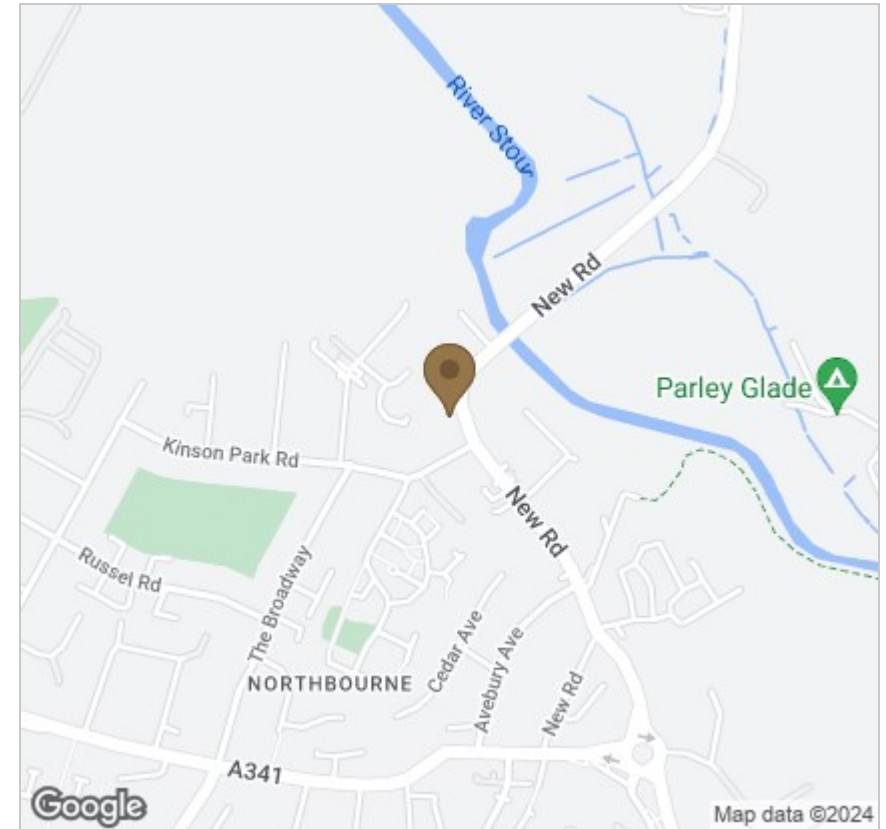 River Stour
New Rd
Parley Glade
Kinson Park Rd
New Rd
Russel Rd
The Broadway
Cedar Ave
Avebury Ave
New Rd
NORTHBOURNE
A341
Google
Map data ©2024